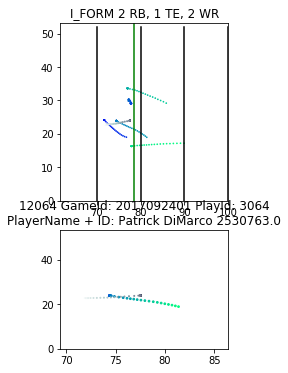 I_FORM 2 RB, 1 TE, 2 WR
50
40
30
20
10
0
70 80 90 100
12064 GameId: 2017092401 PlayId: 3064
PlayerName + ID: Patrick DiMarco 2530763.0
40
20
0
70 75 80 85